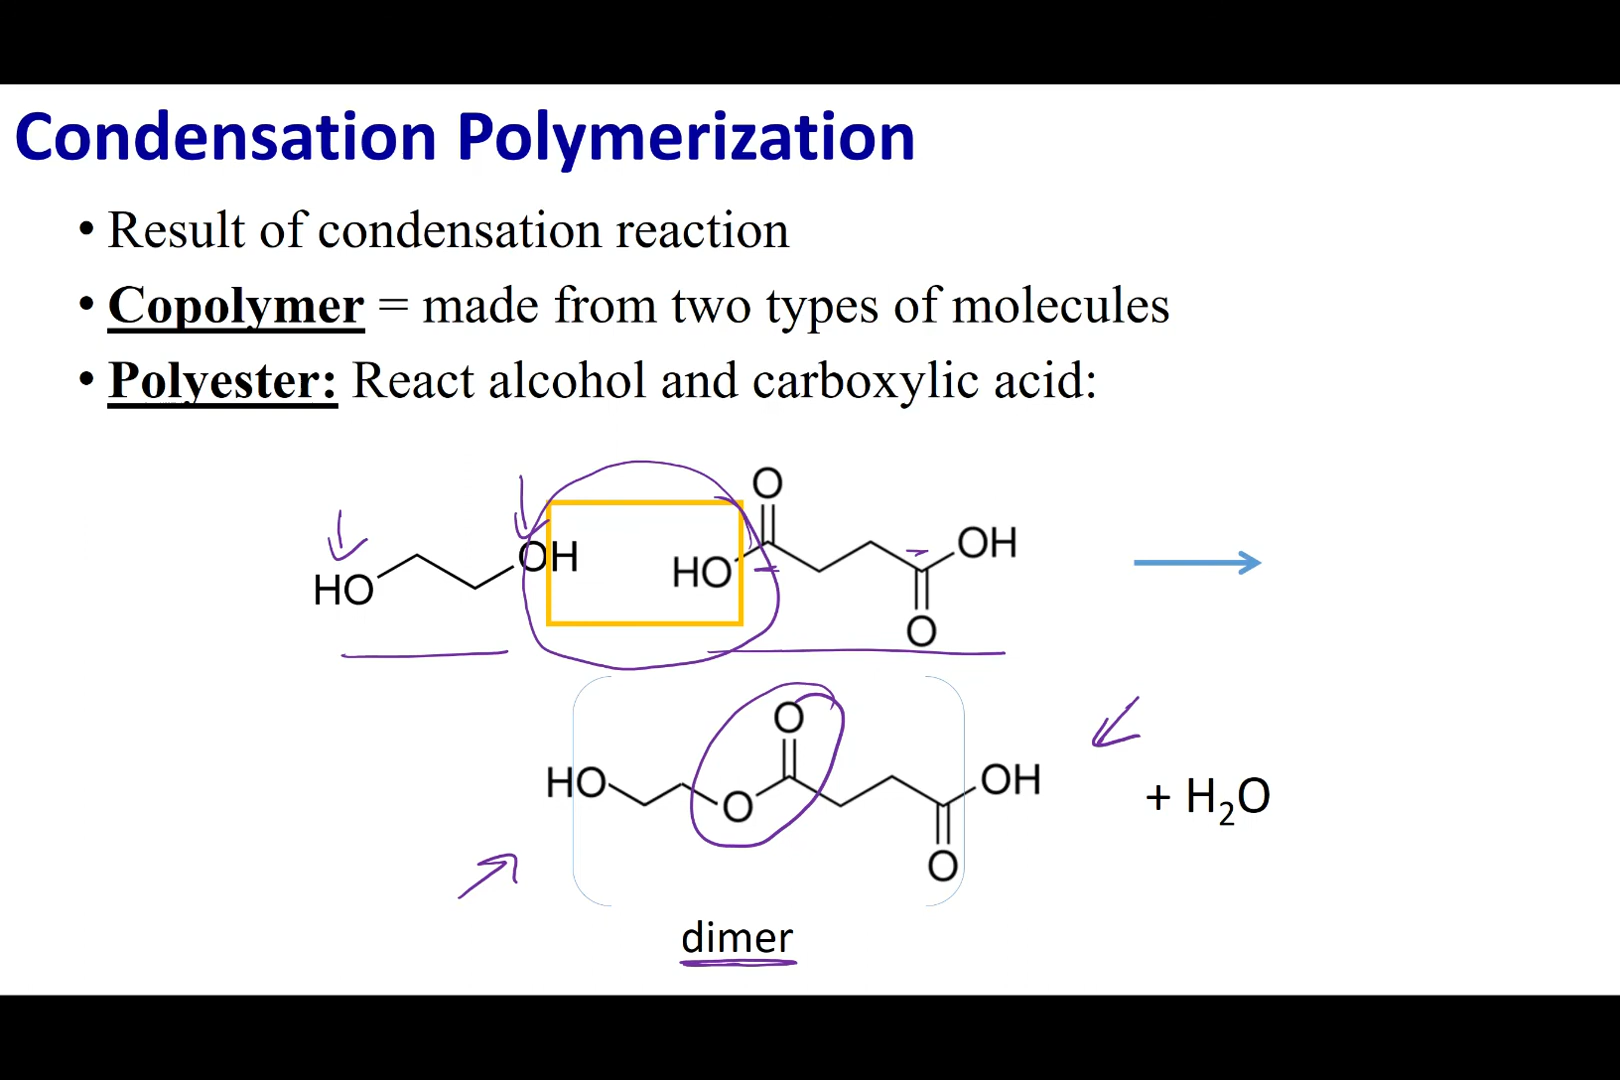 Condensation Polymerization
• Result of condensation reaction
• Copolymer = made from two types of molecules
• Polyester: React alcohol and carboxylic acid:
O
HO OH HO OH
O
O
HO O OH
O
+ H₂O
dimer